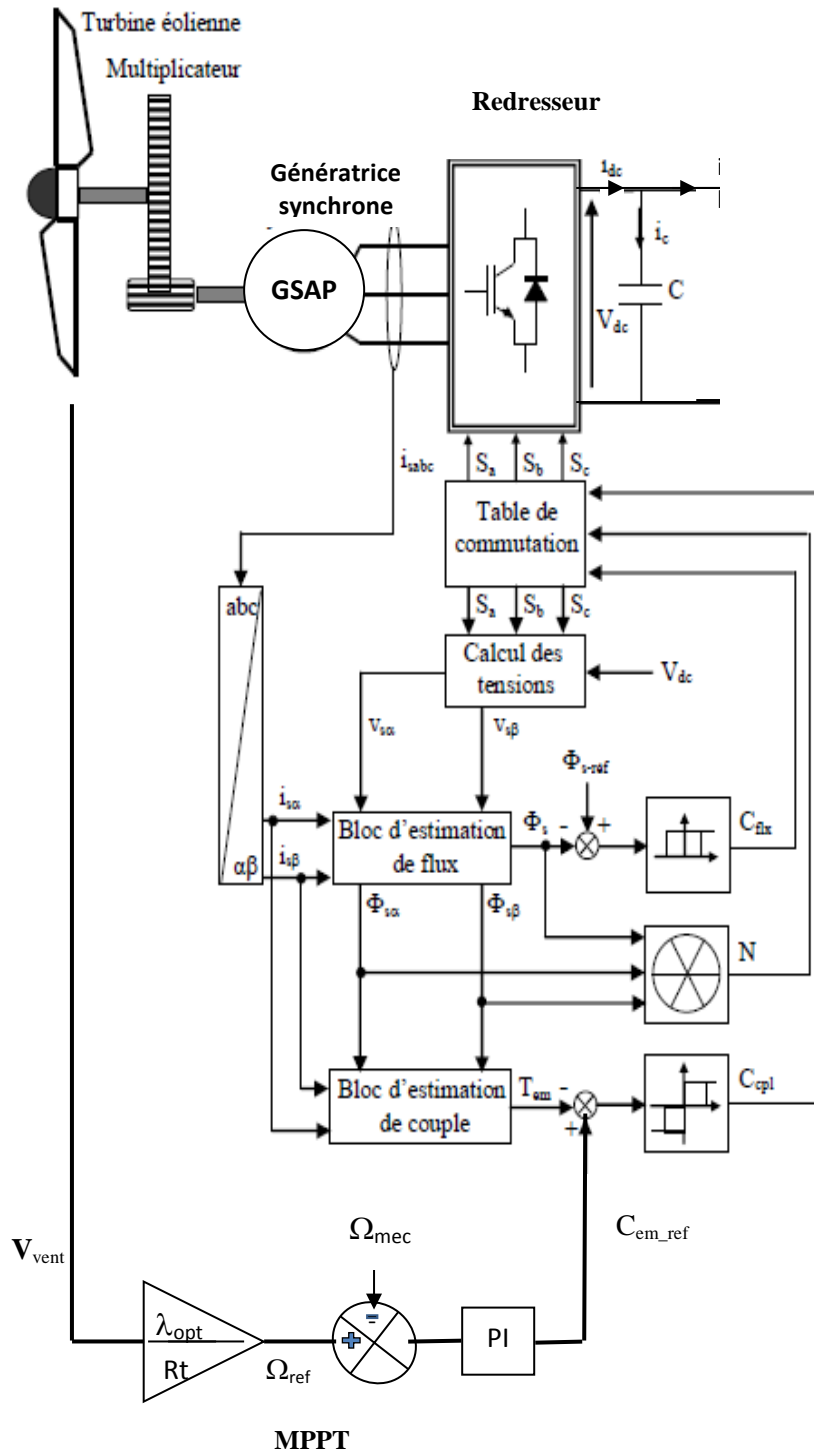 Turbine éolienne
Multiplicateur
Redresseur
Génératrice
synchrone
GSAP
i_dc
i
i_c
C
V_dc
i_sabc
S_a
S_b
S_c
Table de
commutation
abc
S_a
S_b
S_c
Calcul des
tensions
V_dc
v_sα
v_sβ
Φ_s-réf
i_sα
Bloc d'estimation
de flux
Φ_s
-
+
C_flx
i_sβ
αβ
Φ_sα
Φ_sβ
N
Bloc d'estimation
de couple
T_em
-
+
C_cpl
Ω_mec
C_em_ref
V_vent
λ_opt
Rt
-
+
PI
Ω_ref
MPPT